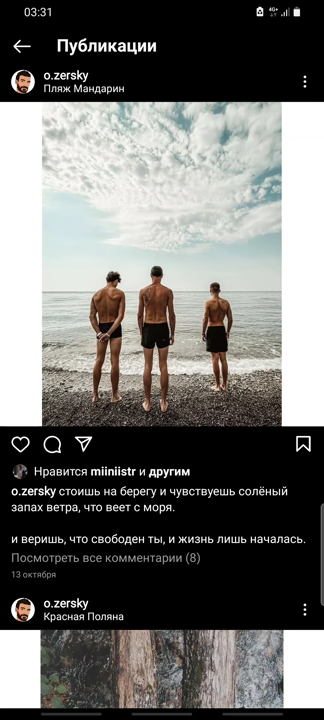 03:31
4G+
Публикации
o.zersky
Пляж Мандарин
Нравится miiniistr и другим
o.zersky стоишь на берегу и чувствуешь солёный
запах ветра, что веет с моря.
и веришь, что свободен ты, и жизнь лишь началась.
Посмотреть все комментарии (8)
13 октября
o.zersky
Красная Поляна